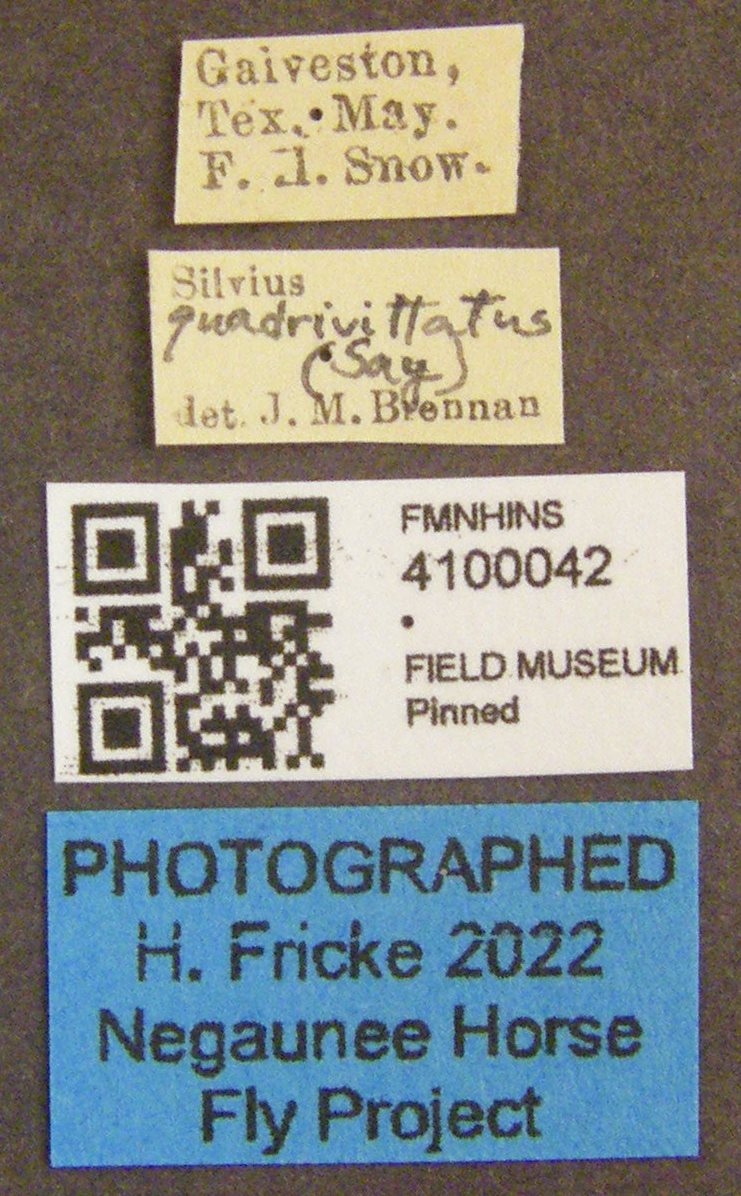 Galveston,
Tex. May.
F. H. Snow.
Silvius
quadrivittatus
(Say)
det. J. M. Brennan
FMNHINS
4100042
FIELD MUSEUM
Pinned
PHOTOGRAPHED
H. Fricke 2022
Negaunee Horse
Fly Project